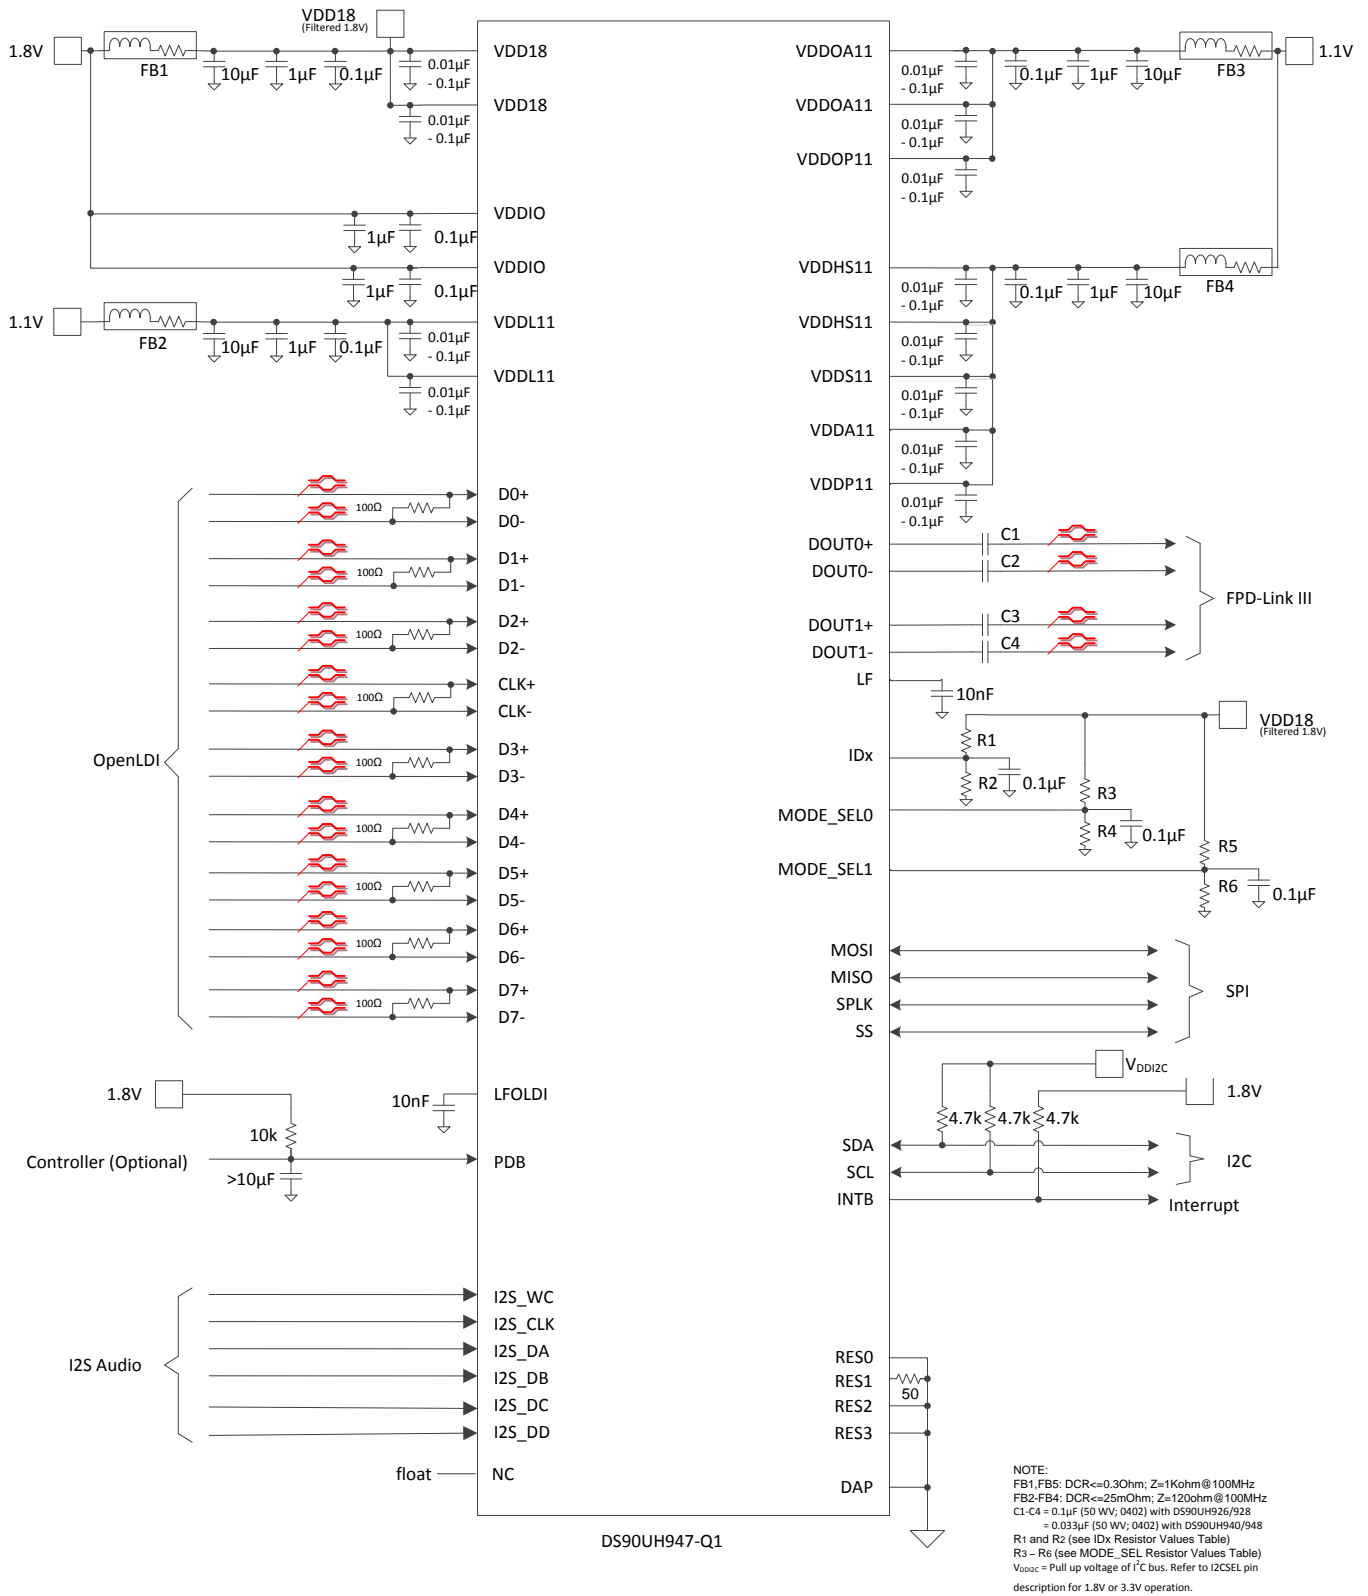 VDD18
(Filtered 1.8V)
1.8V
FB1
10µF
1µF
0.1µF
0.01µF
- 0.1µF
VDD18
0.01µF
- 0.1µF
VDD18
1µF
0.1µF
VDDIO
1µF
0.1µF
VDDIO
1.1V
FB2
10µF
1µF
0.1µF
0.01µF
- 0.1µF
VDDL11
0.01µF
- 0.1µF
VDDL11
OpenLDI
100Ω
D0+
D0-
100Ω
D1+
D1-
100Ω
D2+
D2-
100Ω
CLK+
CLK-
100Ω
D3+
D3-
100Ω
D4+
D4-
100Ω
D5+
D5-
100Ω
D6+
D6-
100Ω
D7+
D7-
1.8V
10k
10nF
LFOLDI
Controller (Optional)
>10µF
PDB
I2S Audio
I2S_WC
I2S_CLK
I2S_DA
I2S_DB
I2S_DC
I2S_DD
float
NC
VDDOA11
0.01µF
- 0.1µF
0.1µF
1µF
10µF
FB3
1.1V
VDDOA11
0.01µF
- 0.1µF
VDDOP11
0.01µF
- 0.1µF
VDDHS11
0.01µF
- 0.1µF
0.1µF
1µF
10µF
FB4
VDDHS11
0.01µF
- 0.1µF
VDDS11
0.01µF
- 0.1µF
VDDA11
0.01µF
- 0.1µF
VDDP11
0.01µF
- 0.1µF
DOUT0+
C1
DOUT0-
C2
DOUT1+
C3
DOUT1-
C4
FPD-Link III
LF
10nF
VDD18
(Filtered 1.8V)
IDx
R1
R2
0.1µF
MODE_SEL0
R3
R4
0.1µF
MODE_SEL1
R5
R6
0.1µF
MOSI
MISO
SPLK
SS
SPI
VDDI2C
1.8V
4.7k
4.7k
4.7k
SDA
SCL
I2C
INTB
Interrupt
RES0
RES1
50
RES2
RES3
DAP
DS90UH947-Q1
NOTE:
FB1,FB5: DCR<=0.3Ohm; Z=1Kohm@100MHz
FB2-FB4: DCR<=25mOhm; Z=120ohm@100MHz
C1-C4 = 0.1µF (50 WV; 0402) with DS90UH926/928
= 0.033µF (50 WV; 0402) with DS90UH940/948
R1 and R2 (see IDx Resistor Values Table)
R3 – R6 (see MODE_SEL Resistor Values Table)
VDDI2C = Pull up voltage of I²C bus. Refer to I2CSEL pin
description for 1.8V or 3.3V operation.